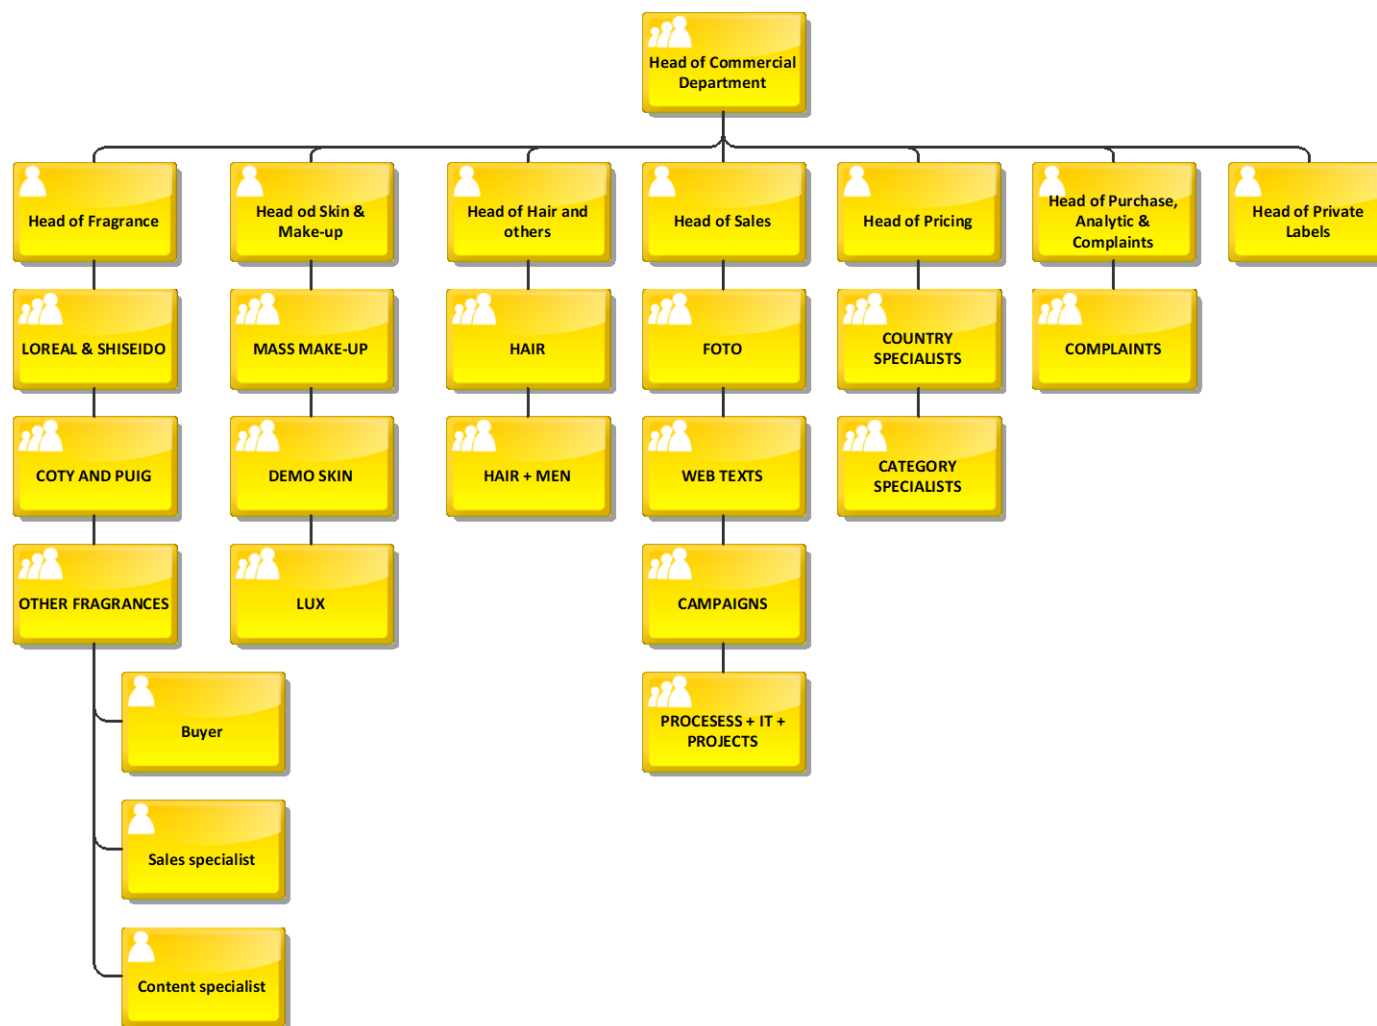 Head of Commercial
Department
Head of Fragrance
Head od Skin &
Make-up
Head of Hair and
others
Head of Sales
Head of Pricing
Head of Purchase,
Analytic &
Complaints
Head of Private
Labels
LOREAL & SHISEIDO
MASS MAKE-UP
HAIR
FOTO
COUNTRY
SPECIALISTS
COMPLAINTS
COTY AND PUIG
DEMO SKIN
HAIR + MEN
WEB TEXTS
CATEGORY
SPECIALISTS
OTHER FRAGRANCES
LUX
CAMPAIGNS
Buyer
PROCESESS + IT +
PROJECTS
Sales specialist
Content specialist